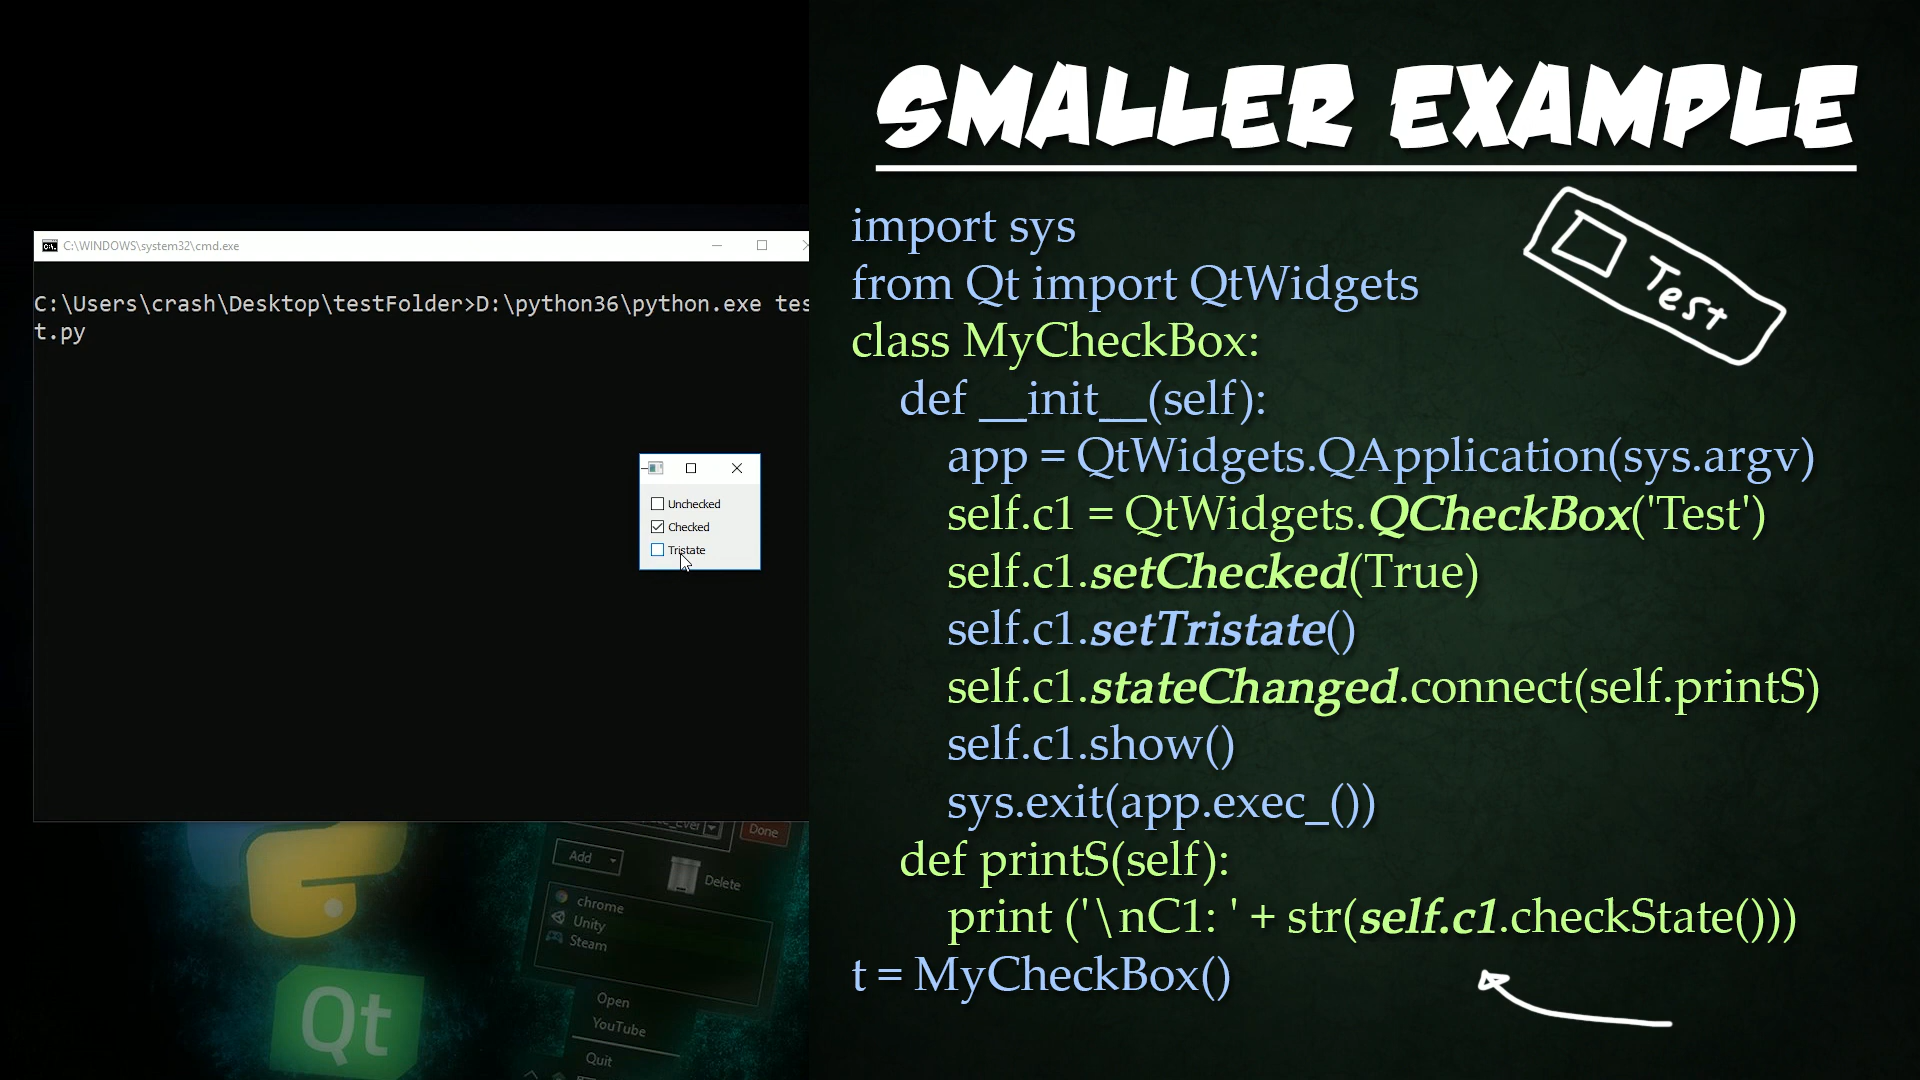 SMALLER EXAMPLE
C:\WINDOWS\system32\cmd.exe
C:\Users\crash\Desktop\testFolder>D:\python36\python.exe tes
t.py
Unchecked
Checked
Tristate
Done
Add
Delete
chrome
Unity
Steam
Open
YouTube
Quit
Qt
import sys
from Qt import QtWidgets
class MyCheckBox:
def __init__(self):
app = QtWidgets.QApplication(sys.argv)
self.c1 = QtWidgets.QCheckBox('Test')
self.c1.setChecked(True)
self.c1.setTristate()
self.c1.stateChanged.connect(self.printS)
self.c1.show()
sys.exit(app.exec_())
def printS(self):
print ('\nC1: ' + str(self.c1.checkState()))
t = MyCheckBox()
Test